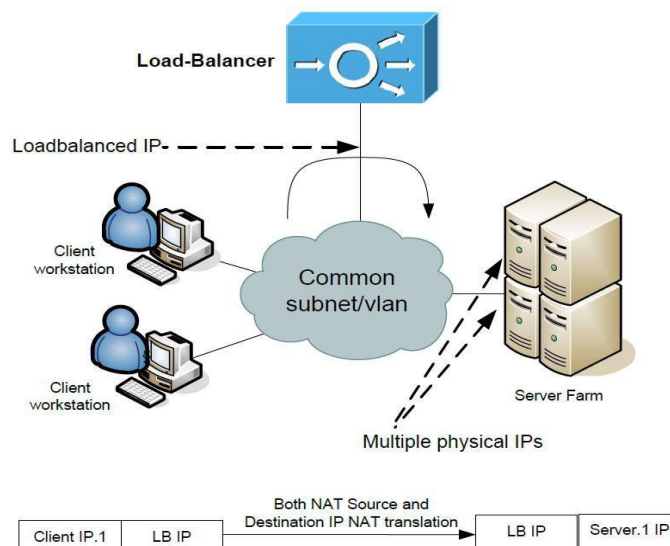 Load-Balancer
Loadbalanced IP
Client
workstation
Common
subnet/vlan
Client
workstation
Server Farm
Multiple physical IPs
Both NAT Source and
Destination IP NAT translation
Client IP.1
LB IP
LB IP
Server.1 IP